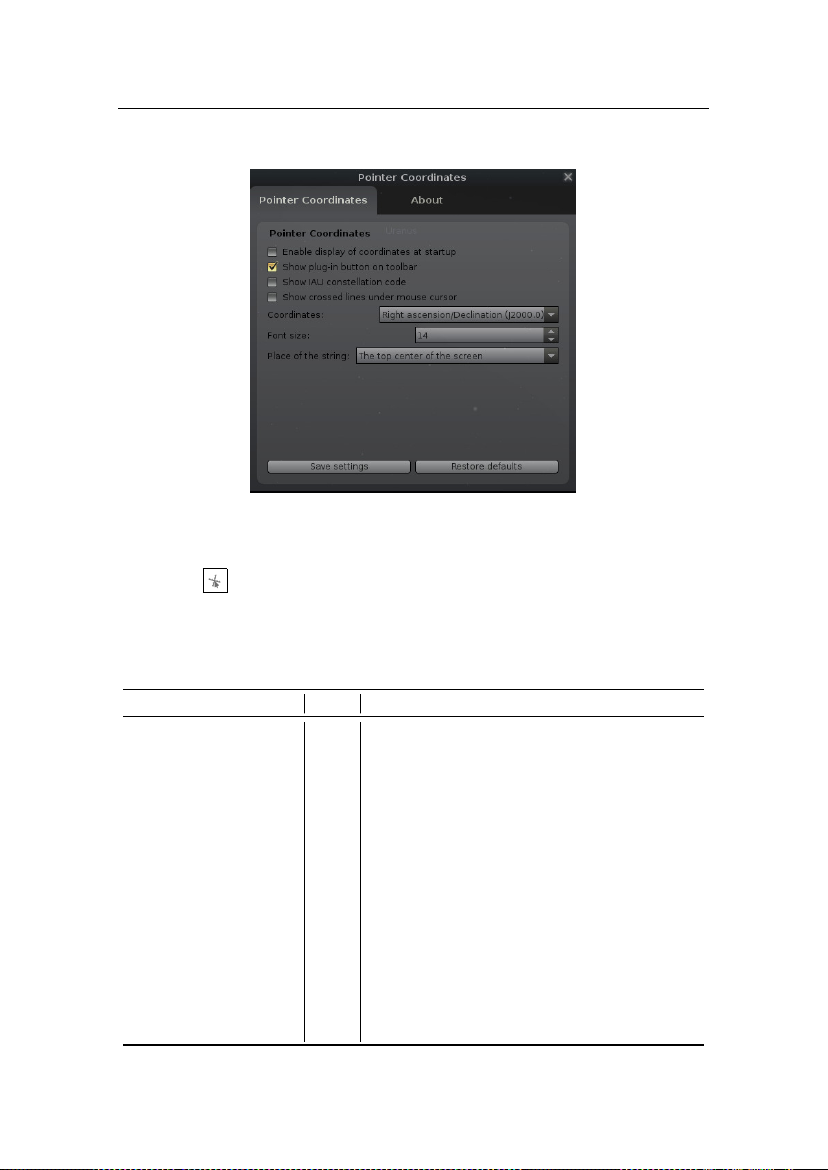 Pointer Coordinates
Pointer Coordinates About
Pointer Coordinates
Enable display of coordinates at startup
Show plug-in button on toolbar
Show IAU constellation code
Show crossed lines under mouse cursor
Coordinates: Right ascension/Declination (J2000.0)
Font size: 14
Place of the string: The top center of the screen
Save settings Restore defaults